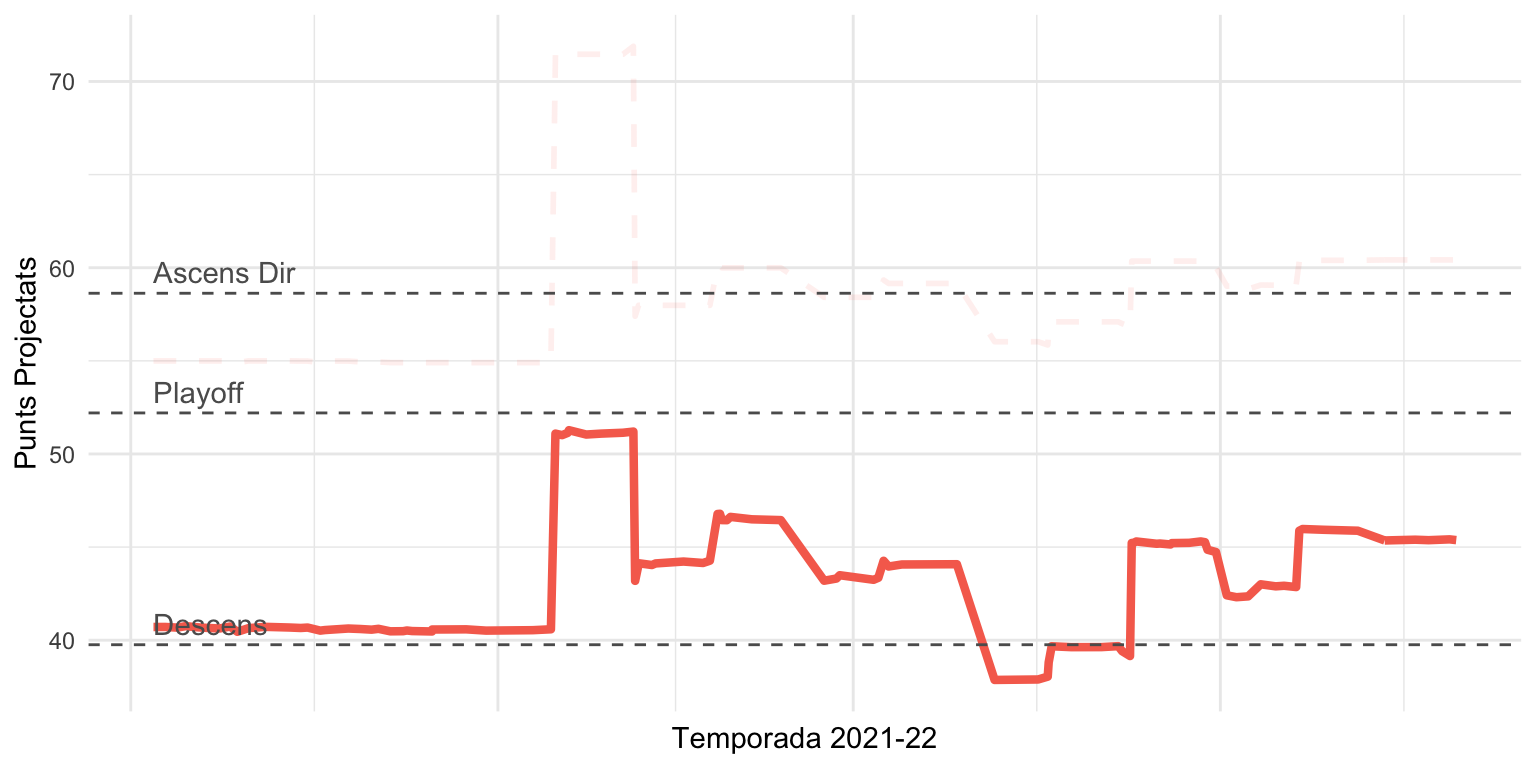 70
60
50
40
Punts Projectats
Ascens Dir
Playoff
Descens
Temporada 2021-22